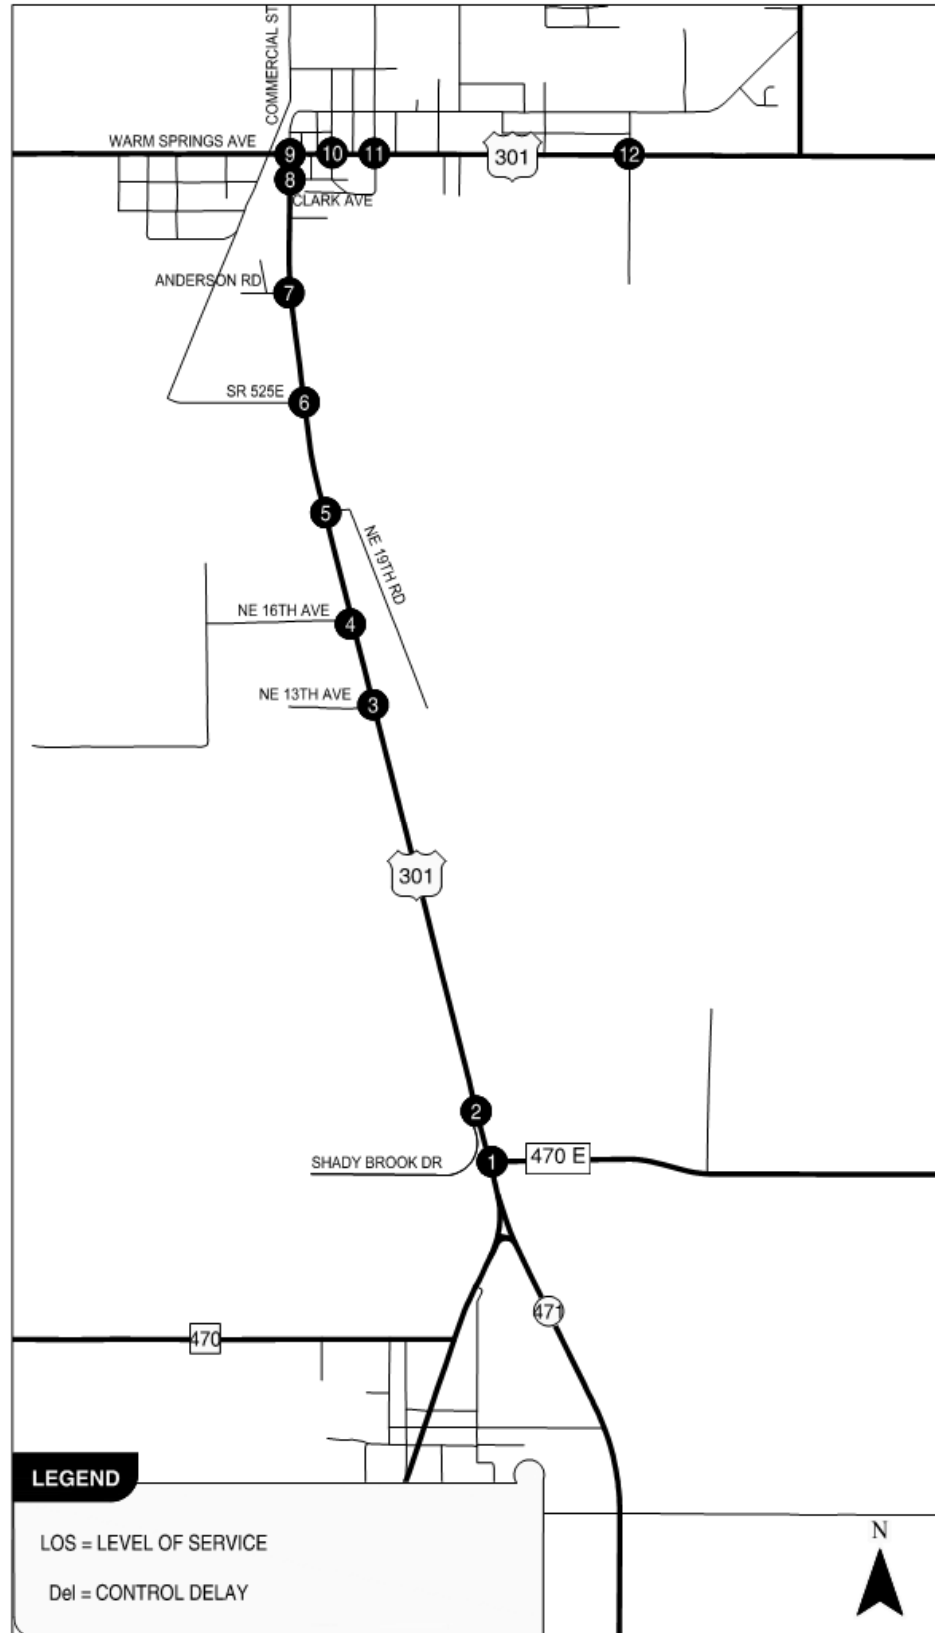 COMMERCIAL ST
WARM SPRINGS AVE
9
10
11
301
12
8
CLARK AVE
ANDERSON RD
7
SR 525E
6
5
NE 19TH RD
NE 16TH AVE
4
NE 13TH AVE
3
301
2
SHADY BROOK DR
1
470 E
471
470
LEGEND
LOS = LEVEL OF SERVICE
Del = CONTROL DELAY
N